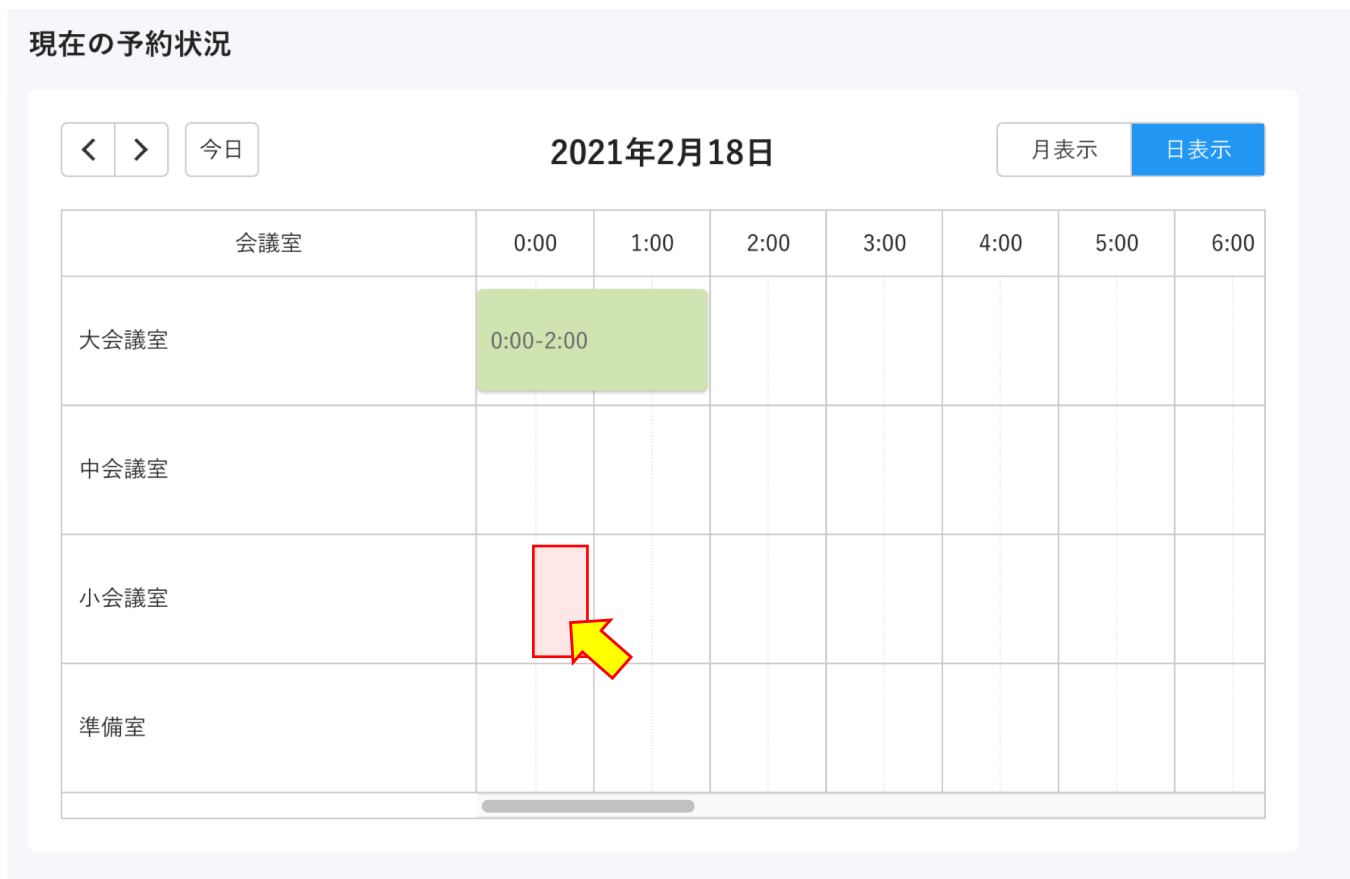 現在の予約状況
今日 2021年2月18日 月表示 日表示
会議室 0:00 1:00 2:00 3:00 4:00 5:00 6:00
大会議室 0:00-2:00
中会議室
小会議室
準備室